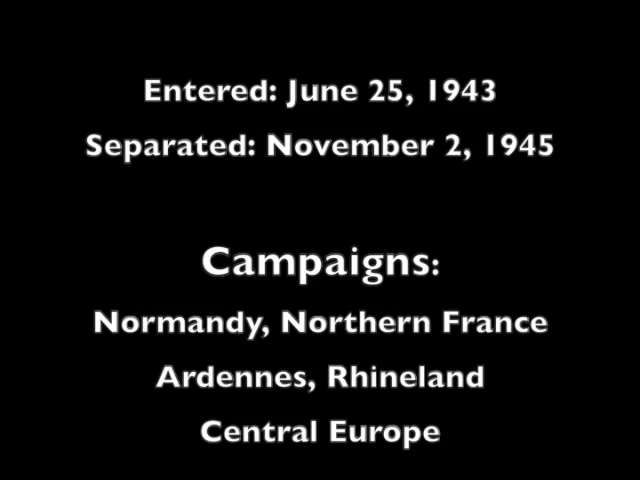 Entered: June 25, 1943
Separated: November 2, 1945
Campaigns:
Normandy, Northern France
Ardennes, Rhineland
Central Europe